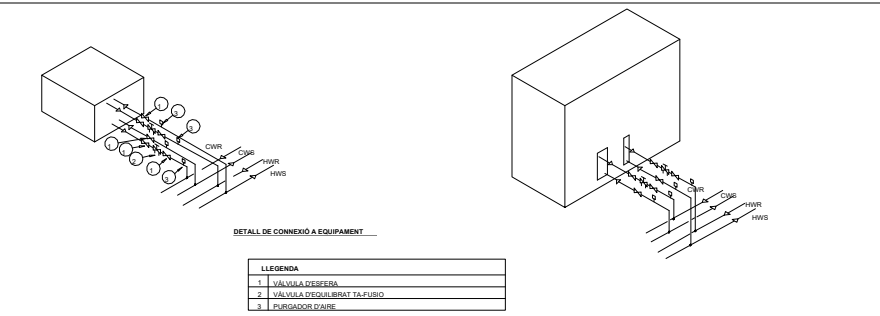 1
3
3
1
1
2
1
3
CWR
CWS
HWR
HWS
CWR
CWS
HWR
HWS
DETALL DE CONNEXIÓ A EQUIPAMENT
LLEGENDA
1 VÀLVULA D'ESFERA
2 VÀLVULA D'EQUILIBRAT TA-FUSIO
3 PURGADOR D'AIRE